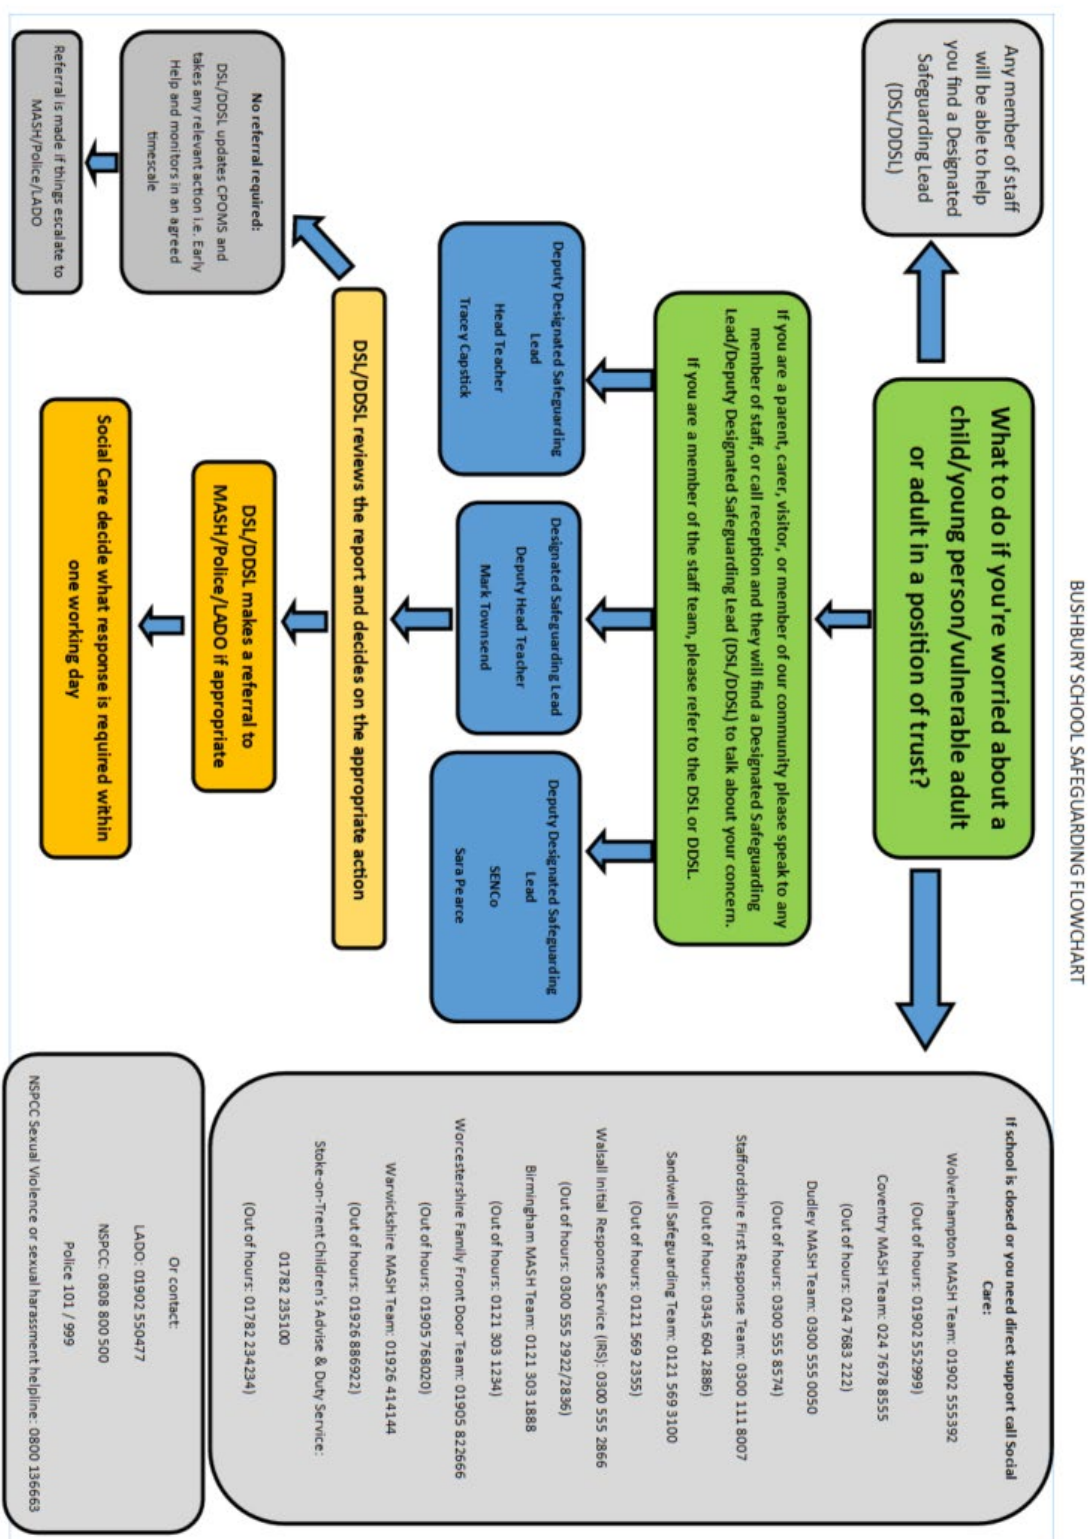 BUSHBURY SCHOOL SAFEGUARDING FLOWCHART
Any member of staff
will be able to help
you find a Designated
Safeguarding Lead
(DSL/DDSL)
What to do if you're worried about a
child/young person/vulnerable adult
or adult in a position of trust?
If you are a parent, carer, visitor, or member of our community please speak to any
member of staff, or call reception and they will find a Designated Safeguarding
Lead/Deputy Designated Safeguarding Lead (DSL/DDSL) to talk about your concern.
If you are a member of the staff team, please refer to the DSL or DDSL.
Deputy Designated Safeguarding
Lead
Head Teacher
Tracey Capstick
Designated Safeguarding Lead
Deputy Head Teacher
Mark Townsend
Deputy Designated Safeguarding
Lead
SENCo
Sara Pearce
DSL/DDSL reviews the report and decides on the appropriate action
No referral required:
DSL/DDSL updates CPOMS and
takes any relevant action i.e. Early
Help and monitors in an agreed
timescale
Referral is made if things escalate to
MASH/Police/LADO
DSL/DDSL makes a referral to
MASH/Police/LADO if appropriate
Social Care decide what response is required within
one working day
If school is closed or you need direct support call Social
Care:
Wolverhampton MASH Team: 01902 555392
(Out of hours: 01902 552999)
Coventry MASH Team: 024 7678 8555
(Out of hours: 024 7683 222)
Dudley MASH Team: 0300 555 0050
(Out of hours: 0300 555 8574)
Staffordshire First Response Team: 0300 111 8007
(Out of hours: 0345 604 2886)
Sandwell Safeguarding Team: 0121 569 3100
(Out of hours: 0121 569 2355)
Walsall Initial Response Service (IRS): 0300 555 2866
(Out of hours: 0300 555 2922/2836)
Birmingham MASH Team: 0121 303 1888
(Out of hours: 0121 303 1234)
Worcestershire Family Front Door Team: 01905 822666
(Out of hours: 01905 768020)
Warwickshire MASH Team: 01926 414144
(Out of hours: 01926 886922)
Stoke-on-Trent Children's Advise & Duty Service:
01782 235100
(Out of hours: 01782 234234)
Or contact:
LADO: 01902 550477
NSPCC: 0808 800 500
Police 101 / 999
NSPCC Sexual Violence or sexual harassment helpline: 0800 136663